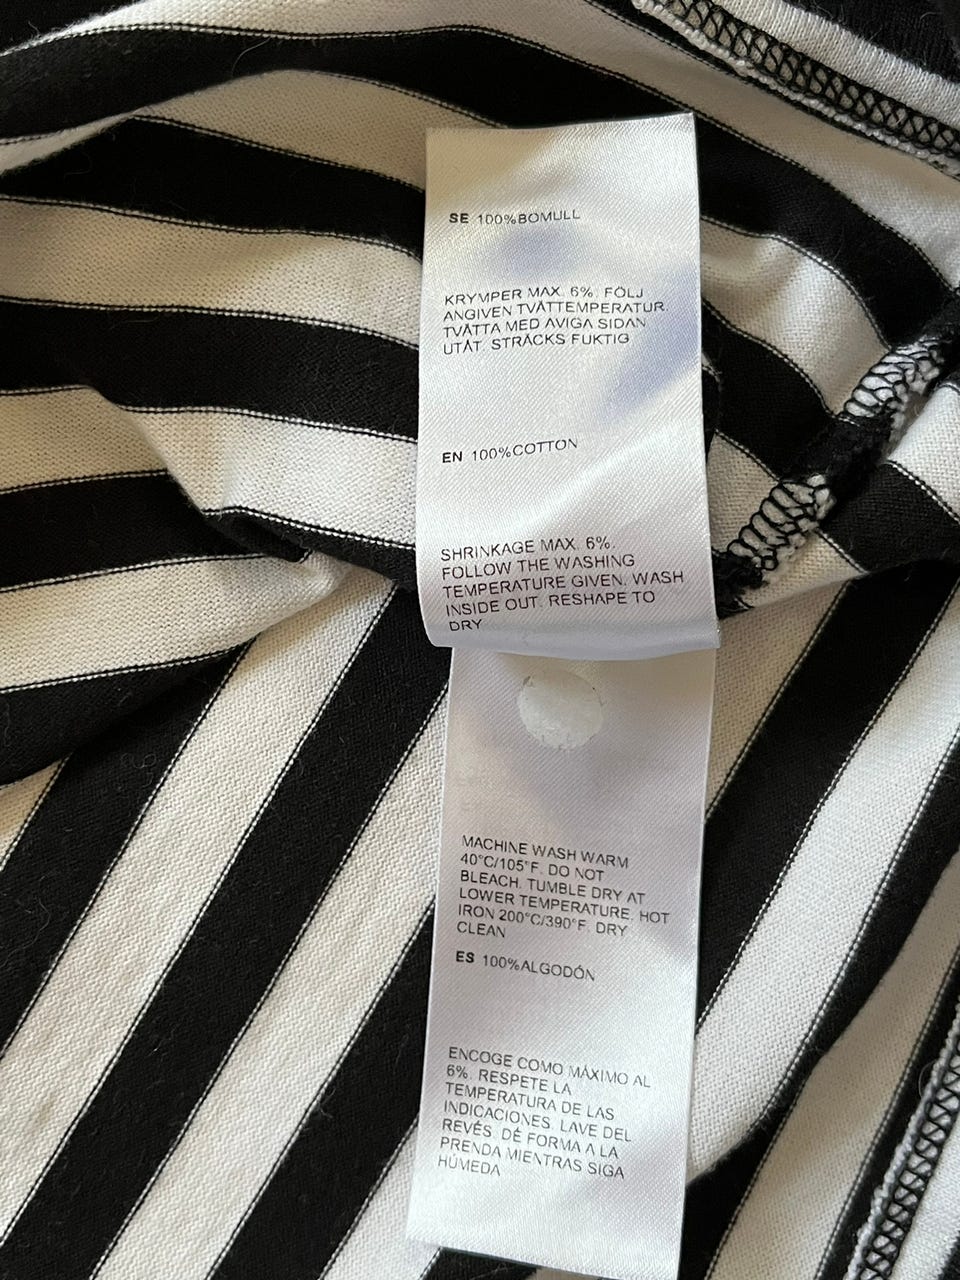 SE 100%BOMULL
KRYMPER MAX. 6%. FÖLJ
ANGIVEN TVÄTTEMPERATUR.
TVÄTTA MED AVIGA SIDAN
UTÅT. STRÄCKS FUKTIG
EN 100%COTTON
SHRINKAGE MAX. 6%.
FOLLOW THE WASHING
TEMPERATURE GIVEN. WASH
INSIDE OUT. RESHAPE TO
DRY
MACHINE WASH WARM
40°C/105°F. DO NOT
BLEACH. TUMBLE DRY AT
LOWER TEMPERATURE. HOT
IRON 200°C/390°F. DRY
CLEAN
ES 100%ALGODÓN
ENCOGE COMO MÁXIMO AL
6%. RESPETE LA
TEMPERATURA DE LAS
INDICACIONES. LAVE DEL
REVÉS. DÉ FORMA A LA
PRENDA MIENTRAS SIGA
HÚMEDA